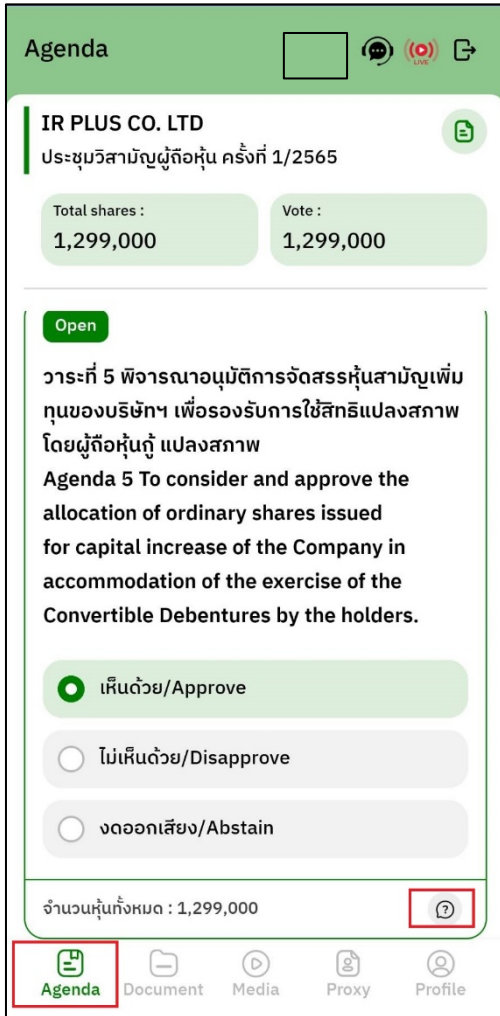 Agenda
LIVE
IR PLUS CO. LTD
ประชุมวิสามัญผู้ถือหุ้น ครั้งที่ 1/2565
Total shares :
1,299,000
Vote :
1,299,000
Open
วาระที่ 5 พิจารณาอนุมัติการจัดสรรหุ้นสามัญเพิ่ม
ทุนของบริษัทฯ เพื่อรองรับการใช้สิทธิแปลงสภาพ
โดยผู้ถือหุ้นกู้ แปลงสภาพ
Agenda 5 To consider and approve the
allocation of ordinary shares issued
for capital increase of the Company in
accommodation of the exercise of the
Convertible Debentures by the holders.
เห็นด้วย/Approve
ไม่เห็นด้วย/Disapprove
งดออกเสียง/Abstain
จำนวนหุ้นทั้งหมด : 1,299,000
Agenda Document Media Proxy Profile